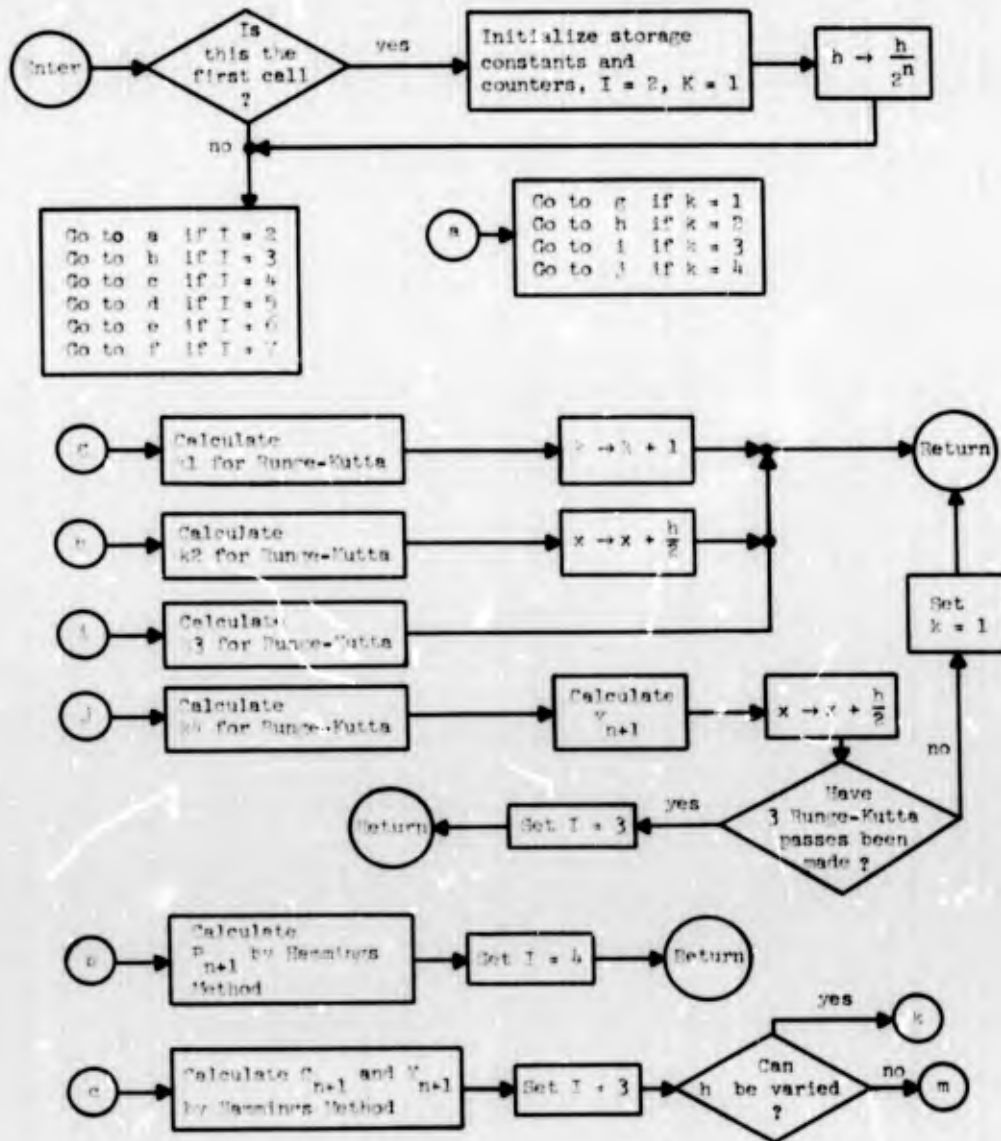 Enter
Is
this the
first call
?
yes
Initialize storage
constants and
counters, I = 2, K = 1
h → h/2^n
no
Go to a if I = 2
Go to b if I = 3
Go to c if I = 4
Go to d if I = 5
Go to e if I = 6
Go to f if I = 7
a
Go to g if k = 1
Go to h if k = 2
Go to i if k = 3
Go to j if k = 4
Calculate
k1 for Runge-Kutta
k → k + 1
Return
Calculate
k2 for Runge-Kutta
x → x + h/2
i
Calculate
k3 for Runge-Kutta
Set
k = 1
j
Calculate
k4 for Runge-Kutta
Calculate
Y_n+1
x → x + h/2
no
Have
3 Runge-Kutta
passes been
made ?
yes
Set I = 3
Return
Calculate
P_n+1 by Hammings
Method
Set I = 4
Return
Calculate C_n+1 and Y_n+1
by Hammings Method
Set I = 3
Can
h be varied
?
yes
k
no
m